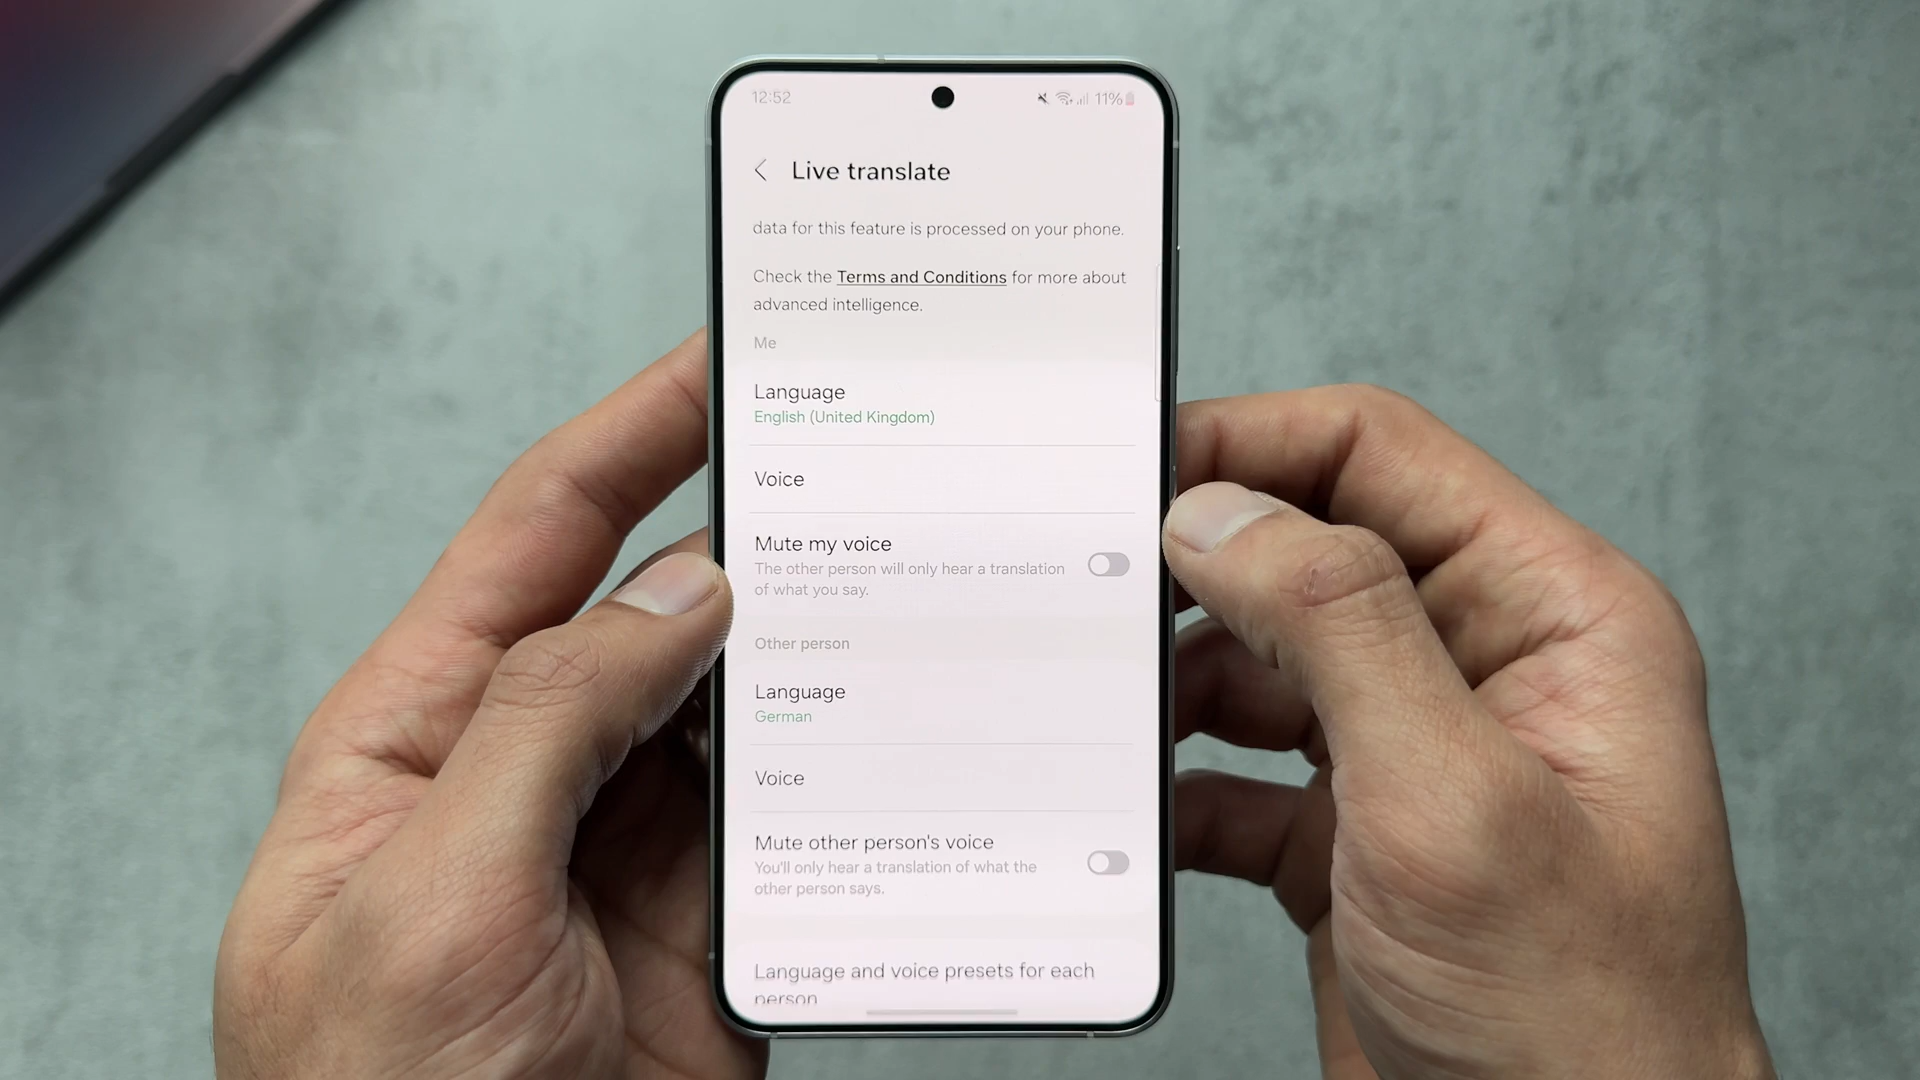 12:52
11%
Live translate
data for this feature is processed on your phone.
Check the Terms and Conditions for more about
advanced intelligence.
Me
Language
English (United Kingdom)
Voice
Mute my voice
The other person will only hear a translation
of what you say.
Other person
Language
German
Voice
Mute other person's voice
You'll only hear a translation of what the
other person says.
Language and voice presets for each
person